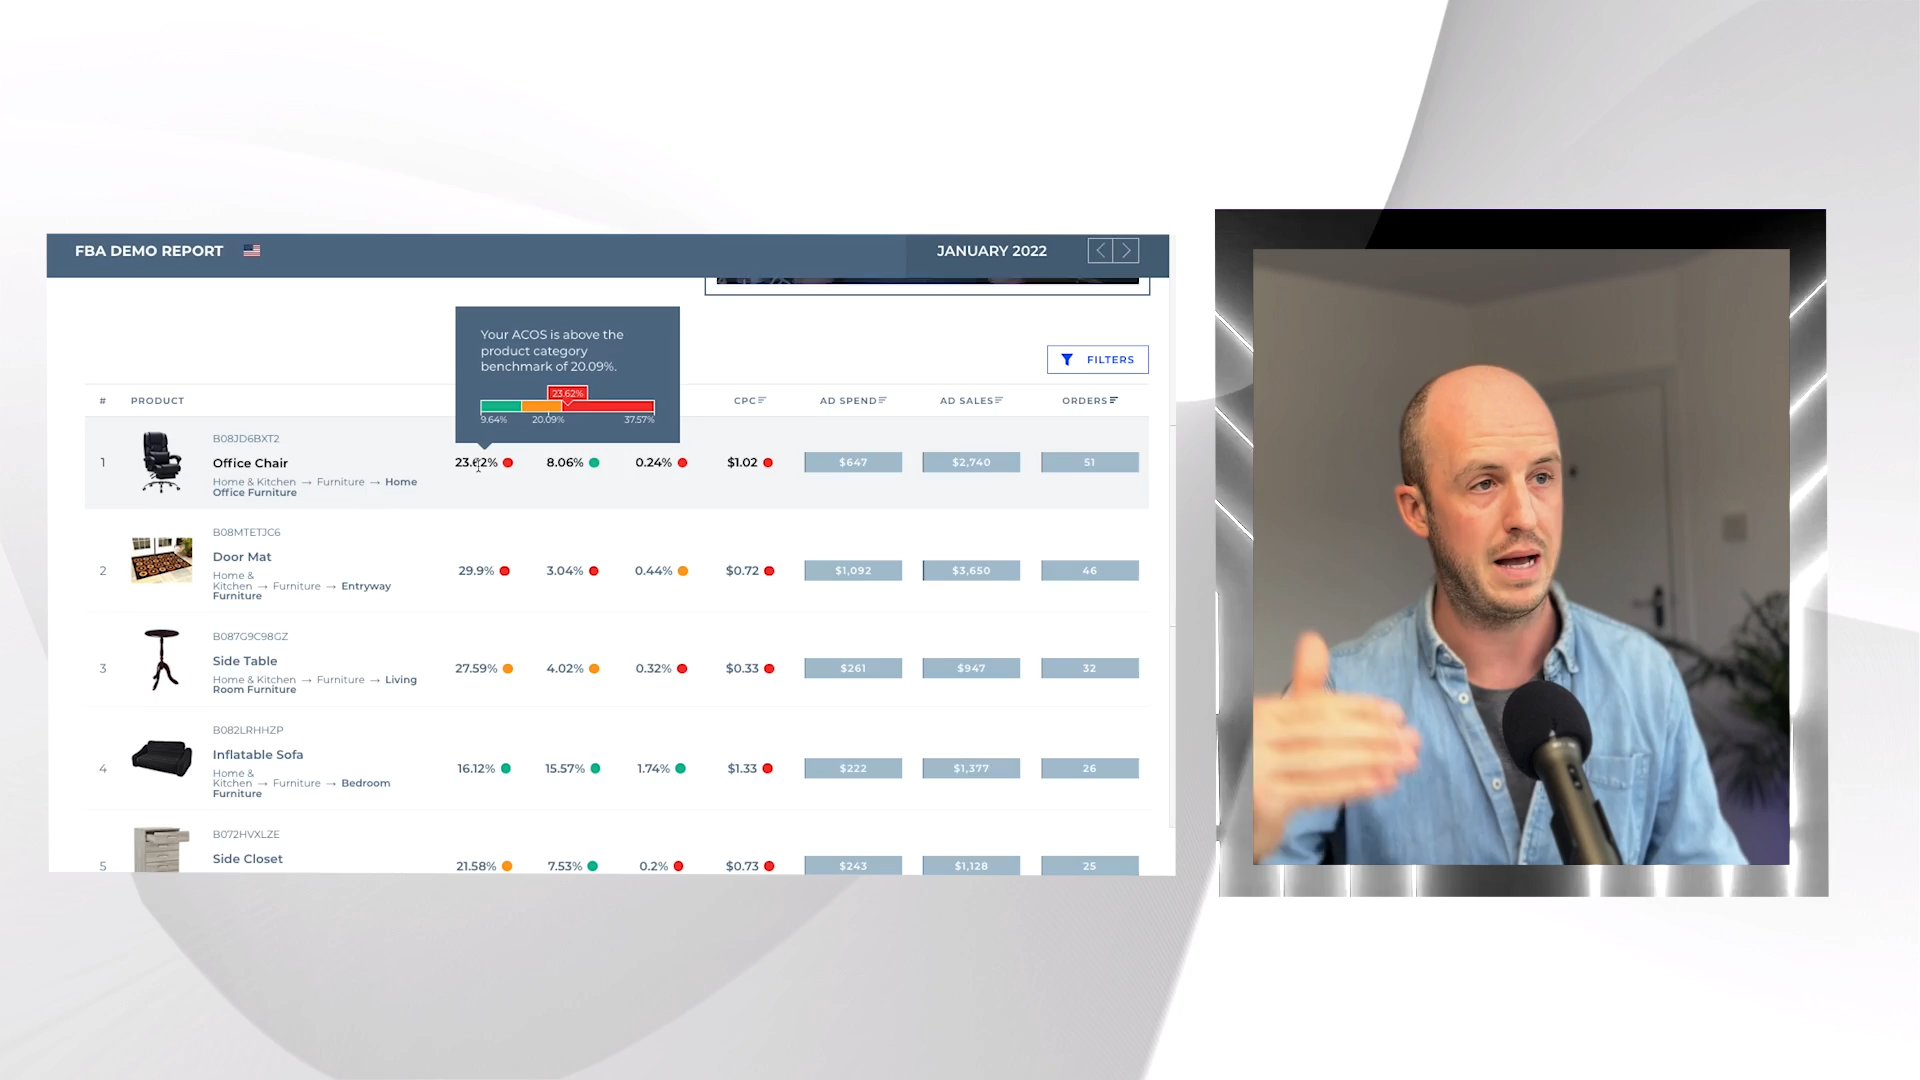 FBA DEMO REPORT
JANUARY 2022
Your ACOS is above the
product category
benchmark of 20.09%.
23.62%
9.64% 20.09% 37.57%
FILTERS
# PRODUCT CPC AD SPEND AD SALES ORDERS
B08JD6BXT2
1 Office Chair 23.62% 8.06% 0.24% $1.02 $647 $2,740 51
Home & Kitchen → Furniture → Home
Office Furniture
B08MTETJC6
Door Mat
2 29.9% 3.04% 0.44% $0.72 $1,092 $3,650 46
Home &
Kitchen → Furniture → Entryway
Furniture
B087G9C98GZ
Side Table
3 27.59% 4.02% 0.32% $0.33 $261 $947 32
Home & Kitchen → Furniture → Living
Room Furniture
B082LRHHZP
Inflatable Sofa
4 16.12% 15.57% 1.74% $1.33 $222 $1,377 26
Home &
Kitchen → Furniture → Bedroom
Furniture
B072HVXLZE
Side Closet
5 21.58% 7.53% 0.2% $0.73 $243 $1,128 25